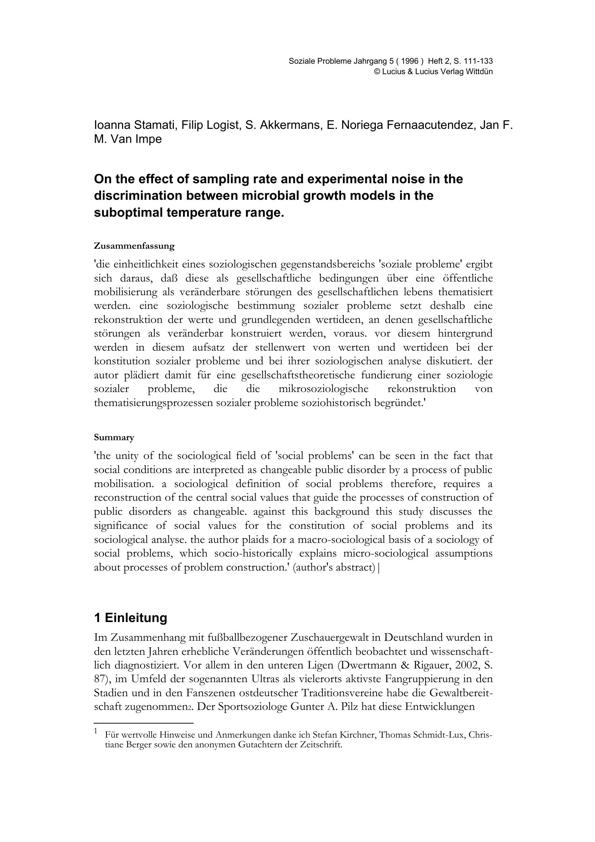 Soziale Probleme Jahrgang 5 ( 1996 ) Heft 2, S. 111-133
© Lucius & Lucius Verlag Wittdün
Ioanna Stamati, Filip Logist, S. Akkermans, E. Noriega Fernaacutendez, Jan F.
M. Van Impe
On the effect of sampling rate and experimental noise in the
discrimination between microbial growth models in the
suboptimal temperature range.
Zusammenfassung
'die einheitlichkeit eines soziologischen gegenstandsbereichs 'soziale probleme' ergibt
sich daraus, daß diese als gesellschaftliche bedingungen über eine öffentliche
mobilisierung als veränderbare störungen des gesellschaftlichen lebens thematisiert
werden. eine soziologische bestimmung sozialer probleme setzt deshalb eine
rekonstruktion der werte und grundlegenden wertideen, an denen gesellschaftliche
störungen als veränderbar konstruiert werden, voraus. vor diesem hintergrund
werden in diesem aufsatz der stellenwert von werten und wertideen bei der
konstitution sozialer probleme und bei ihrer soziologischen analyse diskutiert. der
autor plädiert damit für eine gesellschaftstheoretische fundierung einer soziologie
sozialer probleme, die die mikrosoziologische rekonstruktion von
thematisierungsprozessen sozialer probleme soziohistorisch begründet.'
Summary
'the unity of the sociological field of 'social problems' can be seen in the fact that
social conditions are interpreted as changeable public disorder by a process of public
mobilisation. a sociological definition of social problems therefore, requires a
reconstruction of the central social values that guide the processes of construction of
public disorders as changeable. against this background this study discusses the
significance of social values for the constitution of social problems and its
sociological analyse. the author plaids for a macro-sociological basis of a sociology of
social problems, which socio-historically explains micro-sociological assumptions
about processes of problem construction.' (author's abstract)|
1 Einleitung
Im Zusammenhang mit fußballbezogener Zuschauergewalt in Deutschland wurden in
den letzten Jahren erhebliche Veränderungen öffentlich beobachtet und wissenschaft-
lich diagnostiziert. Vor allem in den unteren Ligen (Dwertmann & Rigauer, 2002, S.
87), im Umfeld der sogenannten Ultras als vielerorts aktivste Fangruppierung in den
Stadien und in den Fanszenen ostdeutscher Traditionsvereine habe die Gewaltbereit-
schaft zugenommen2. Der Sportsoziologe Gunter A. Pilz hat diese Entwicklungen
1 Für wertvolle Hinweise und Anmerkungen danke ich Stefan Kirchner, Thomas Schmidt-Lux, Chris-
tiane Berger sowie den anonymen Gutachtern der Zeitschrift.